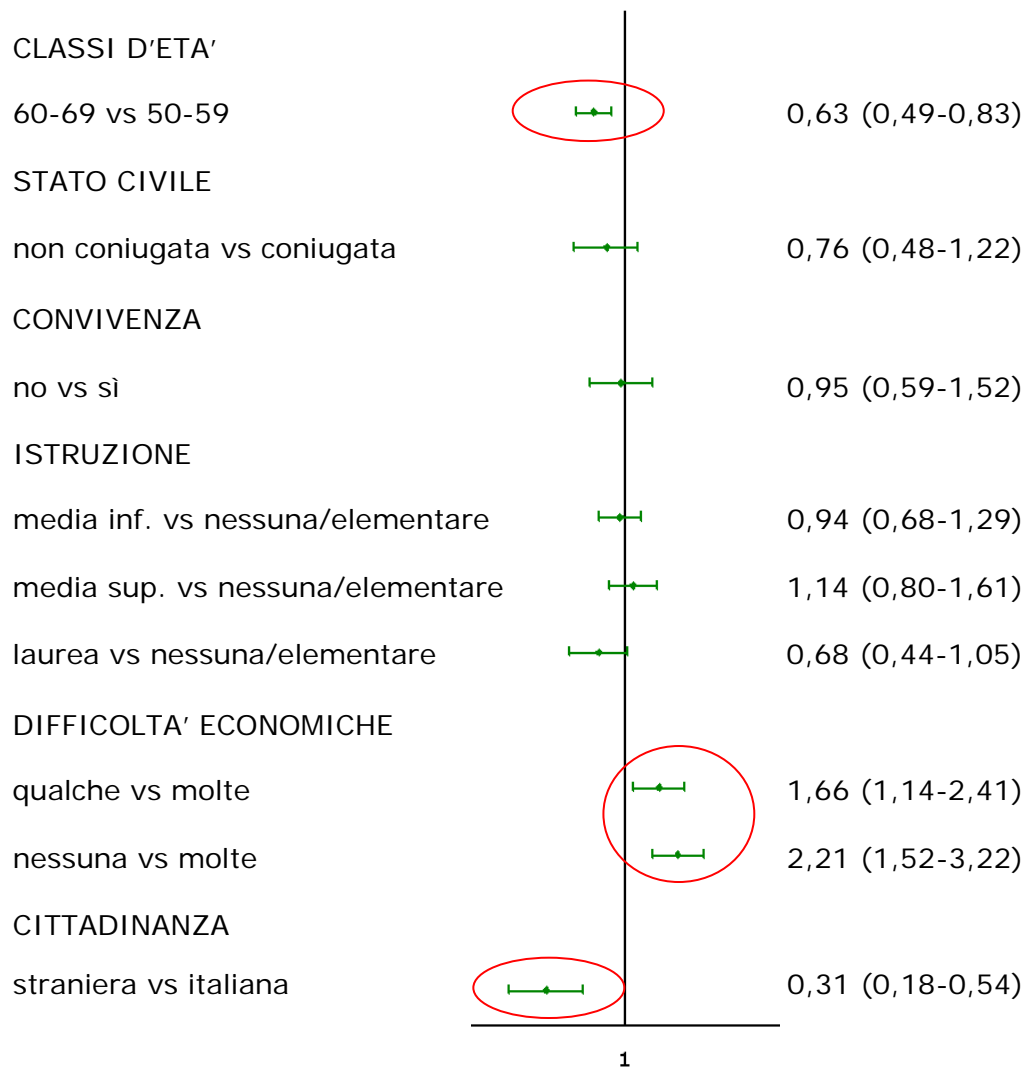 CLASSI D'ETA'
60-69 vs 50-59 0,63 (0,49-0,83)
STATO CIVILE
non coniugata vs coniugata 0,76 (0,48-1,22)
CONVIVENZA
no vs sì 0,95 (0,59-1,52)
ISTRUZIONE
media inf. vs nessuna/elementare 0,94 (0,68-1,29)
media sup. vs nessuna/elementare 1,14 (0,80-1,61)
laurea vs nessuna/elementare 0,68 (0,44-1,05)
DIFFICOLTA' ECONOMICHE
qualche vs molte 1,66 (1,14-2,41)
nessuna vs molte 2,21 (1,52-3,22)
CITTADINANZA
straniera vs italiana 0,31 (0,18-0,54)
1